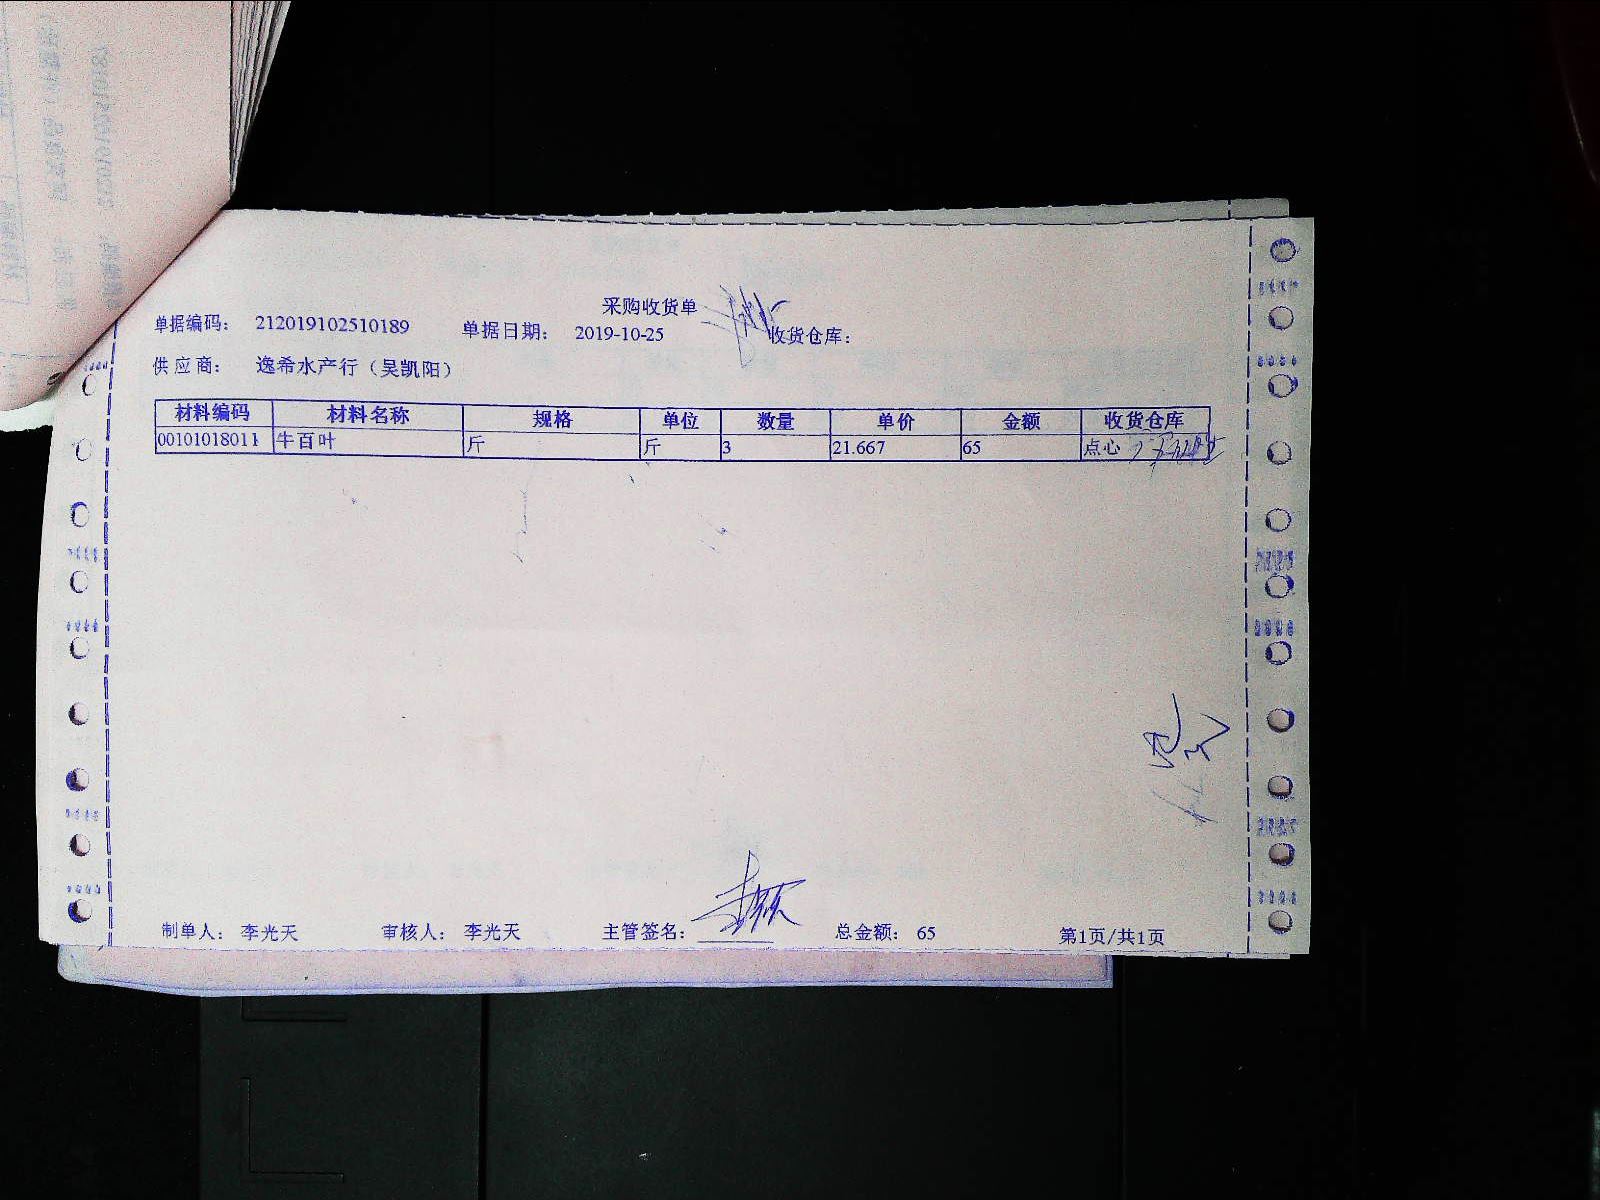 采购收货单
单据编码： 212019102510189 单据日期： 2019-10-25 收货仓库：
供应商： 逸希水产行（吴凯阳）
材料编码 材料名称 规格 单位 数量 单价 金额 收货仓库
00101018011 牛百叶 斤 斤 3 21.667 65 点心
制单人： 李光天 审核人： 李光天 主管签名： 总金额： 65 第1页/共1页